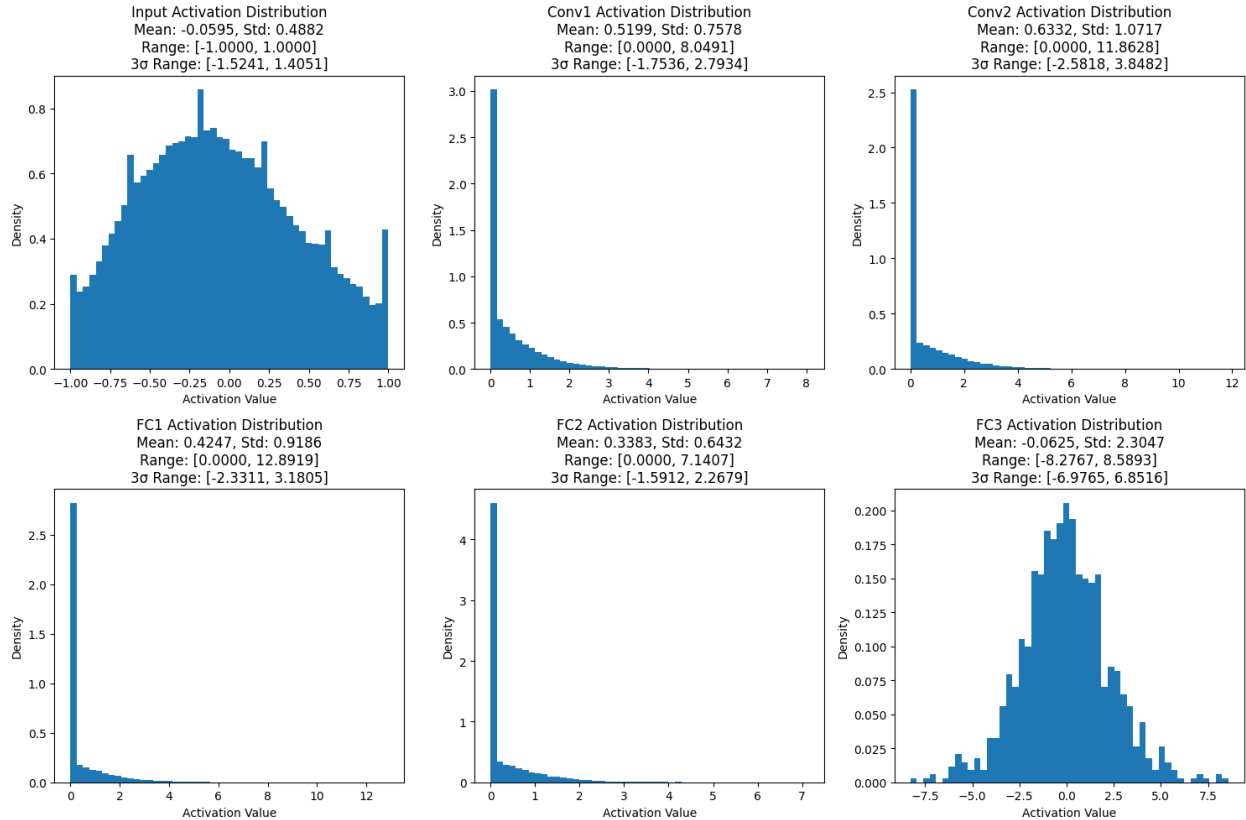 Input Activation Distribution
Mean: -0.0595, Std: 0.4882
Range: [-1.0000, 1.0000]
3σ Range: [-1.5241, 1.4051]
Density
0.8
0.6
0.4
0.2
0.0
−1.00 −0.75 −0.50 −0.25 0.00 0.25 0.50 0.75 1.00
Activation Value
Conv1 Activation Distribution
Mean: 0.5199, Std: 0.7578
Range: [0.0000, 8.0491]
3σ Range: [-1.7536, 2.7934]
Density
3.0
2.5
2.0
1.5
1.0
0.5
0.0
0 1 2 3 4 5 6 7 8
Activation Value
Conv2 Activation Distribution
Mean: 0.6332, Std: 1.0717
Range: [0.0000, 11.8628]
3σ Range: [-2.5818, 3.8482]
Density
2.5
2.0
1.5
1.0
0.5
0.0
0 2 4 6 8 10 12
Activation Value
FC1 Activation Distribution
Mean: 0.4247, Std: 0.9186
Range: [0.0000, 12.8919]
3σ Range: [-2.3311, 3.1805]
Density
2.5
2.0
1.5
1.0
0.5
0.0
0 2 4 6 8 10 12
Activation Value
FC2 Activation Distribution
Mean: 0.3383, Std: 0.6432
Range: [0.0000, 7.1407]
3σ Range: [-1.5912, 2.2679]
Density
4
3
2
1
0
0 1 2 3 4 5 6 7
Activation Value
FC3 Activation Distribution
Mean: -0.0625, Std: 2.3047
Range: [-8.2767, 8.5893]
3σ Range: [-6.9765, 6.8516]
Density
0.200
0.175
0.150
0.125
0.100
0.075
0.050
0.025
0.000
−7.5 −5.0 −2.5 0.0 2.5 5.0 7.5
Activation Value